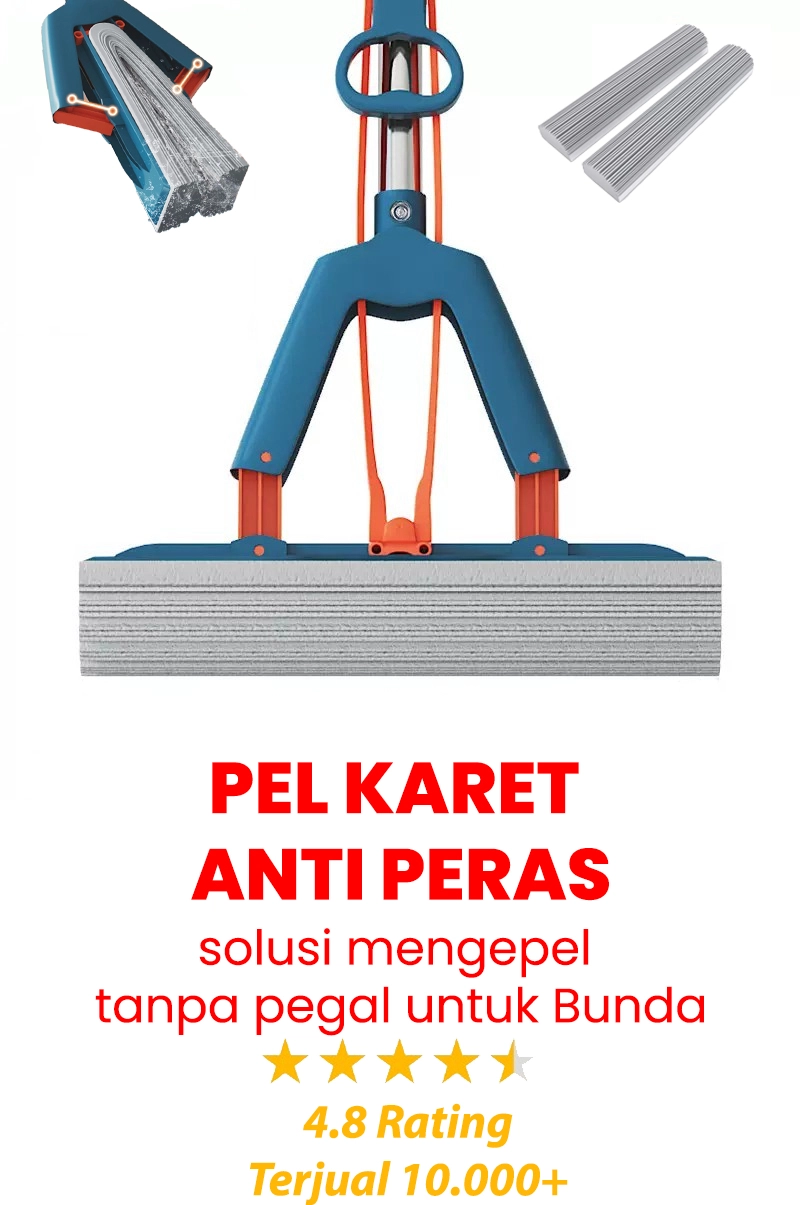 PEL KARET
ANTI PERAS
solusi mengepel
tanpa pegal untuk Bunda
4.8 Rating
Terjual 10.000+